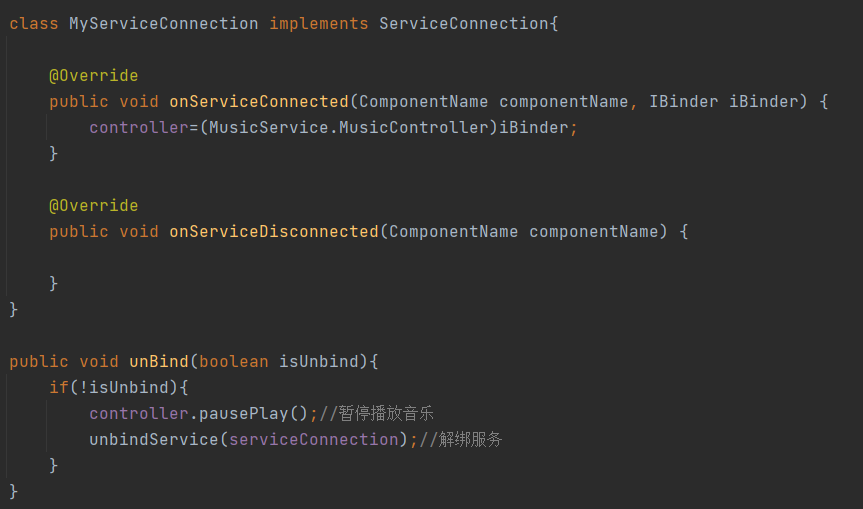 class MyServiceConnection implements ServiceConnection{
@Override
public void onServiceConnected(ComponentName componentName, IBinder iBinder) {
controller=(MusicService.MusicController)iBinder;
}
@Override
public void onServiceDisconnected(ComponentName componentName) {
}
}
public void unBind(boolean isUnbind){
if(!isUnbind){
controller.pausePlay();//暂停播放音乐
unbindService(serviceConnection);//解绑服务
}
}